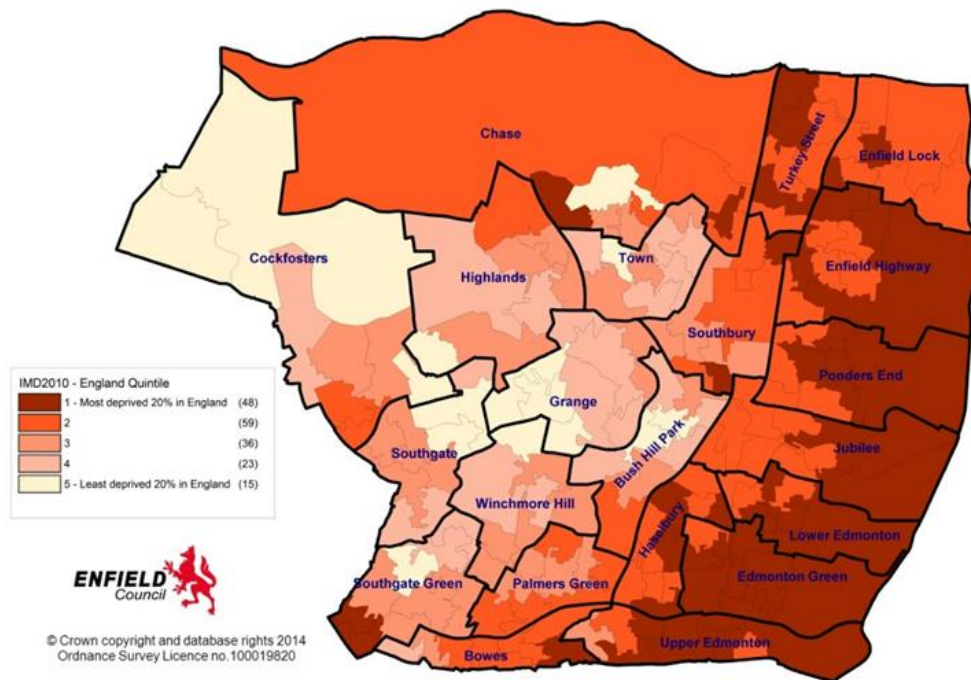 Chase
Turkey Street
Enfield Lock
Cockfosters
Highlands
Town
Enfield Highway
Southbury
IMD2010 - England Quintile
1 - Most deprived 20% in England (48)
2 (59)
3 (36)
4 (23)
5 - Least deprived 20% in England (15)
Ponders End
Grange
Bush Hill Park
Jubilee
Southgate
Winchmore Hill
Haselbury
Lower Edmonton
Edmonton Green
Southgate Green
Palmers Green
Upper Edmonton
Bowes
ENFIELD
Council
© Crown copyright and database rights 2014
Ordnance Survey Licence no.100019820